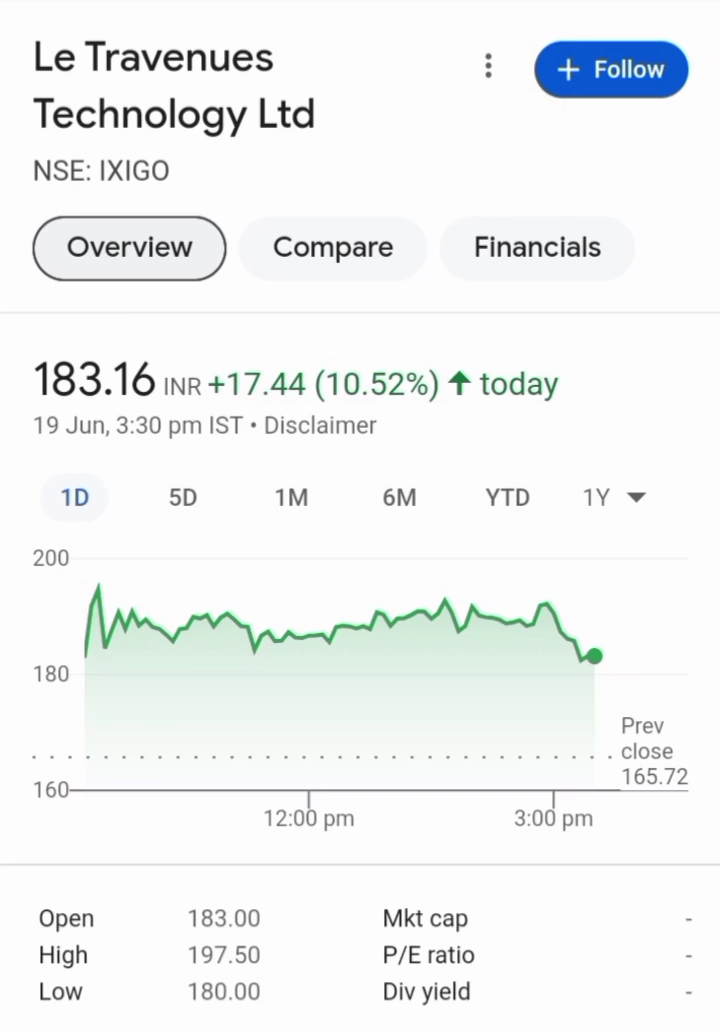 Le Travenues
Technology Ltd
+ Follow
NSE: IXIGO
Overview
Compare
Financials
183.16 INR +17.44 (10.52%) ↑ today
19 Jun, 3:30 pm IST • Disclaimer
1D 5D 1M 6M YTD 1Y
200
180
160
Prev
close
165.72
12:00 pm 3:00 pm
Open 183.00 Mkt cap -
High 197.50 P/E ratio -
Low 180.00 Div yield -